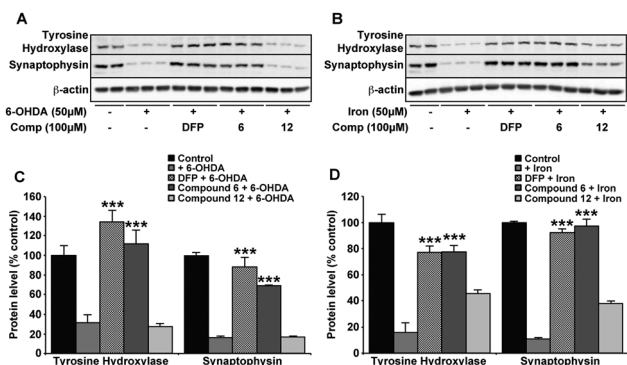 A
Tyrosine
Hydroxylase
Synaptophysin
β-actin
6-OHDA (50µM) - + + + +
Comp (100µM) - - DFP 6 12
B
Tyrosine
Hydroxylase
Synaptophysin
β-actin
Iron (50µM) - + + + +
Comp (100µM) - - DFP 6 12
C
Control
+ 6-OHDA
DFP + 6-OHDA
Compound 6 + 6-OHDA
Compound 12 + 6-OHDA
Protein lelvel (% control)
160
140
120
100
80
60
40
20
0
***
***
***
***
Tyrosine Hydroxylase
Synaptophysin
D
Control
+ Iron
DFP + Iron
Compound 6 + Iron
Compound 12 + Iron
Protein level (% control)
120
100
80
60
40
20
0
***
***
***
***
Tyrosine Hydroxylase
Synaptophysin